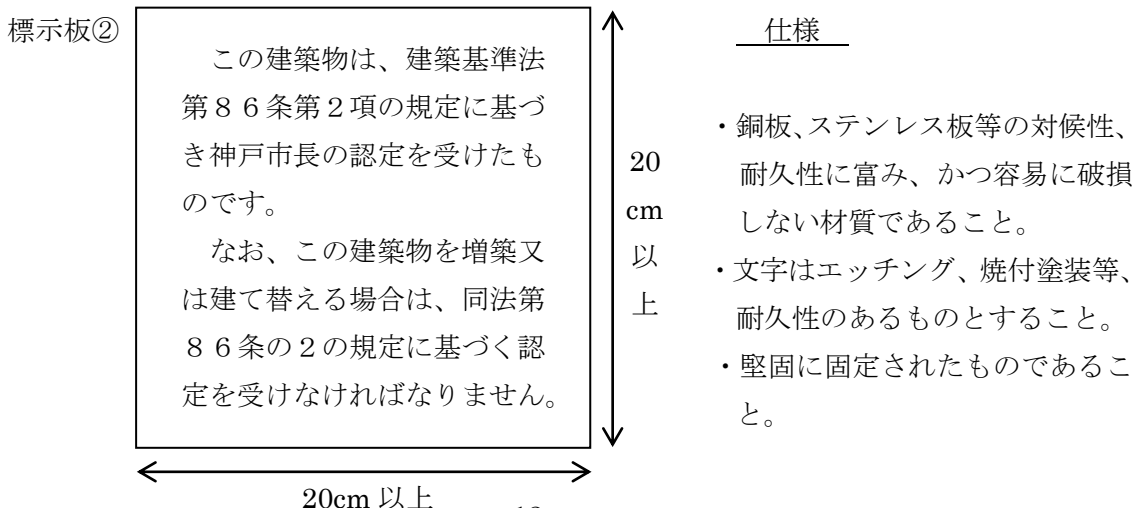 標示板②
この建築物は、建築基準法
第８６条第２項の規定に基づ
き神戸市長の認定を受けたも
のです。
なお、この建築物を増築又
は建て替える場合は、同法第
８６条の２の規定に基づく認
定を受けなければなりません。
20
cm
以
上
20cm 以上
仕様
・銅板、ステンレス板等の対候性、
耐久性に富み、かつ容易に破損
しない材質であること。
・文字はエッチング、焼付塗装等、
耐久性のあるものとすること。
・堅固に固定されたものであるこ
と。